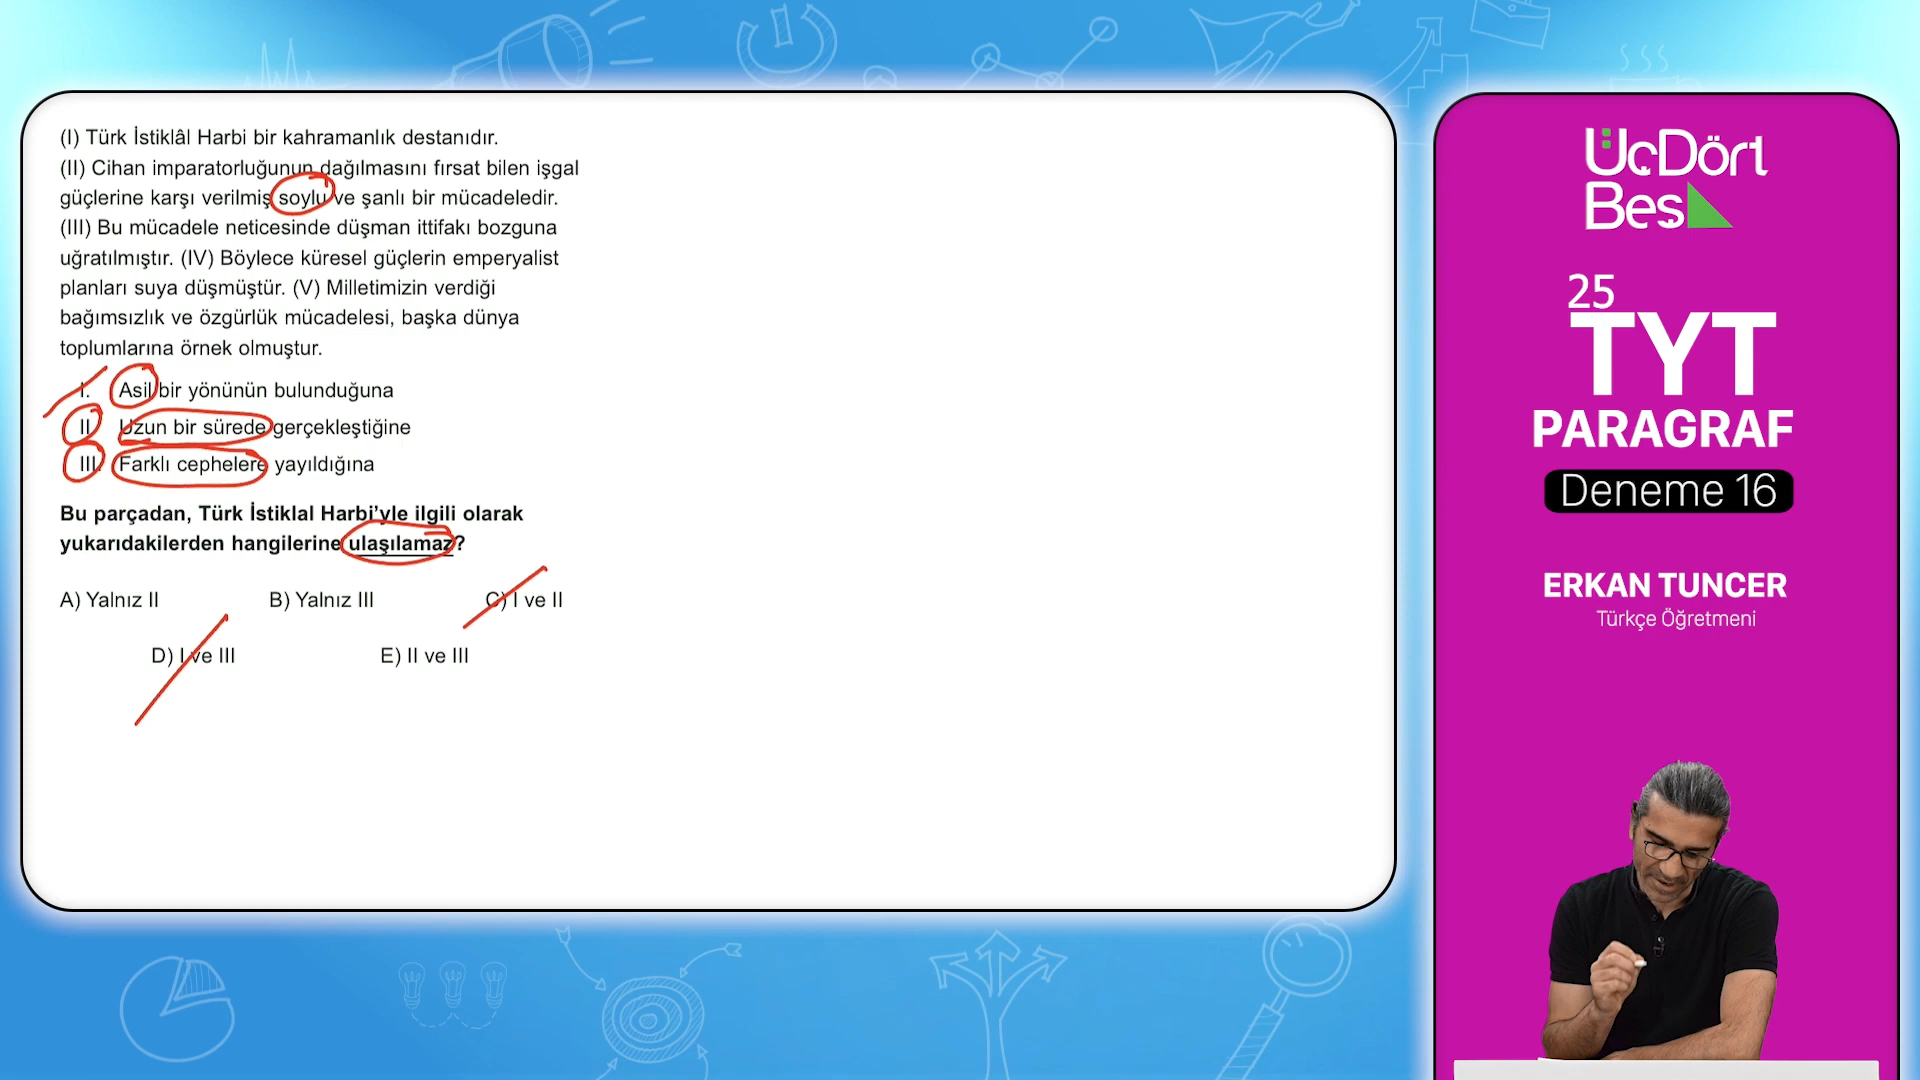 (I) Türk İstiklâl Harbi bir kahramanlık destanıdır.
(II) Cihan imparatorluğunun dağılmasını fırsat bilen işgal
güçlerine karşı verilmiş soylu ve şanlı bir mücadeledir.
(III) Bu mücadele neticesinde düşman ittifakı bozguna
uğratılmıştır. (IV) Böylece küresel güçlerin emperyalist
planları suya düşmüştür. (V) Milletimizin verdiği
bağımsızlık ve özgürlük mücadelesi, başka dünya
toplumlarına örnek olmuştur.
I. Asil bir yönünün bulunduğuna
II. Uzun bir sürede gerçekleştiğine
III. Farklı cephelere yayıldığına
Bu parçadan, Türk İstiklal Harbi’yle ilgili olarak
yukarıdakilerden hangilerine ulaşılamaz?
A) Yalnız II B) Yalnız III C) I ve II
D) I ve III E) II ve III
ÜçDört
Beş
25
TYT
PARAGRAF
Deneme 16
ERKAN TUNCER
Türkçe Öğretmeni